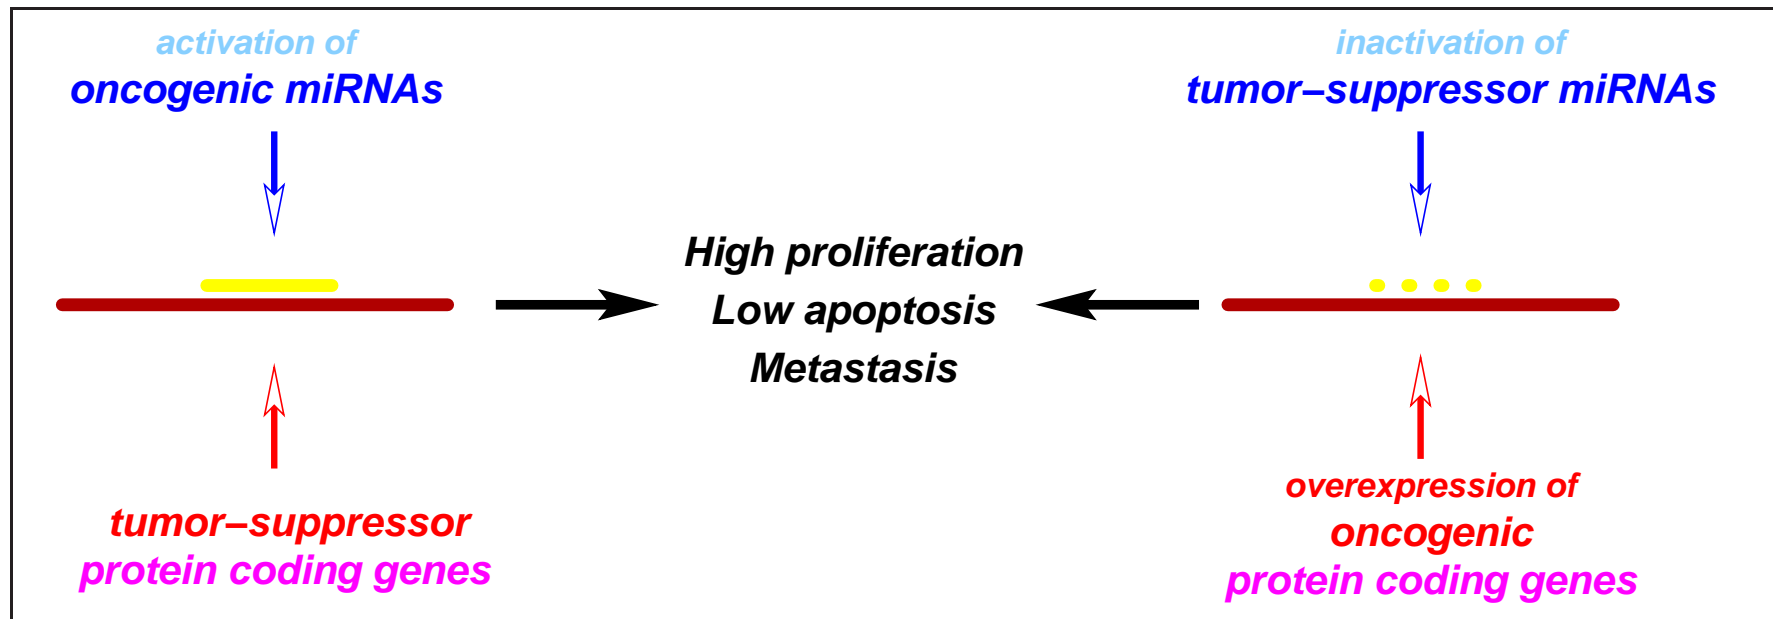 activation of
oncogenic miRNAs
tumor–suppressor
protein coding genes
High proliferation
Low apoptosis
Metastasis
inactivation of
tumor–suppressor miRNAs
overexpression of
oncogenic
protein coding genes